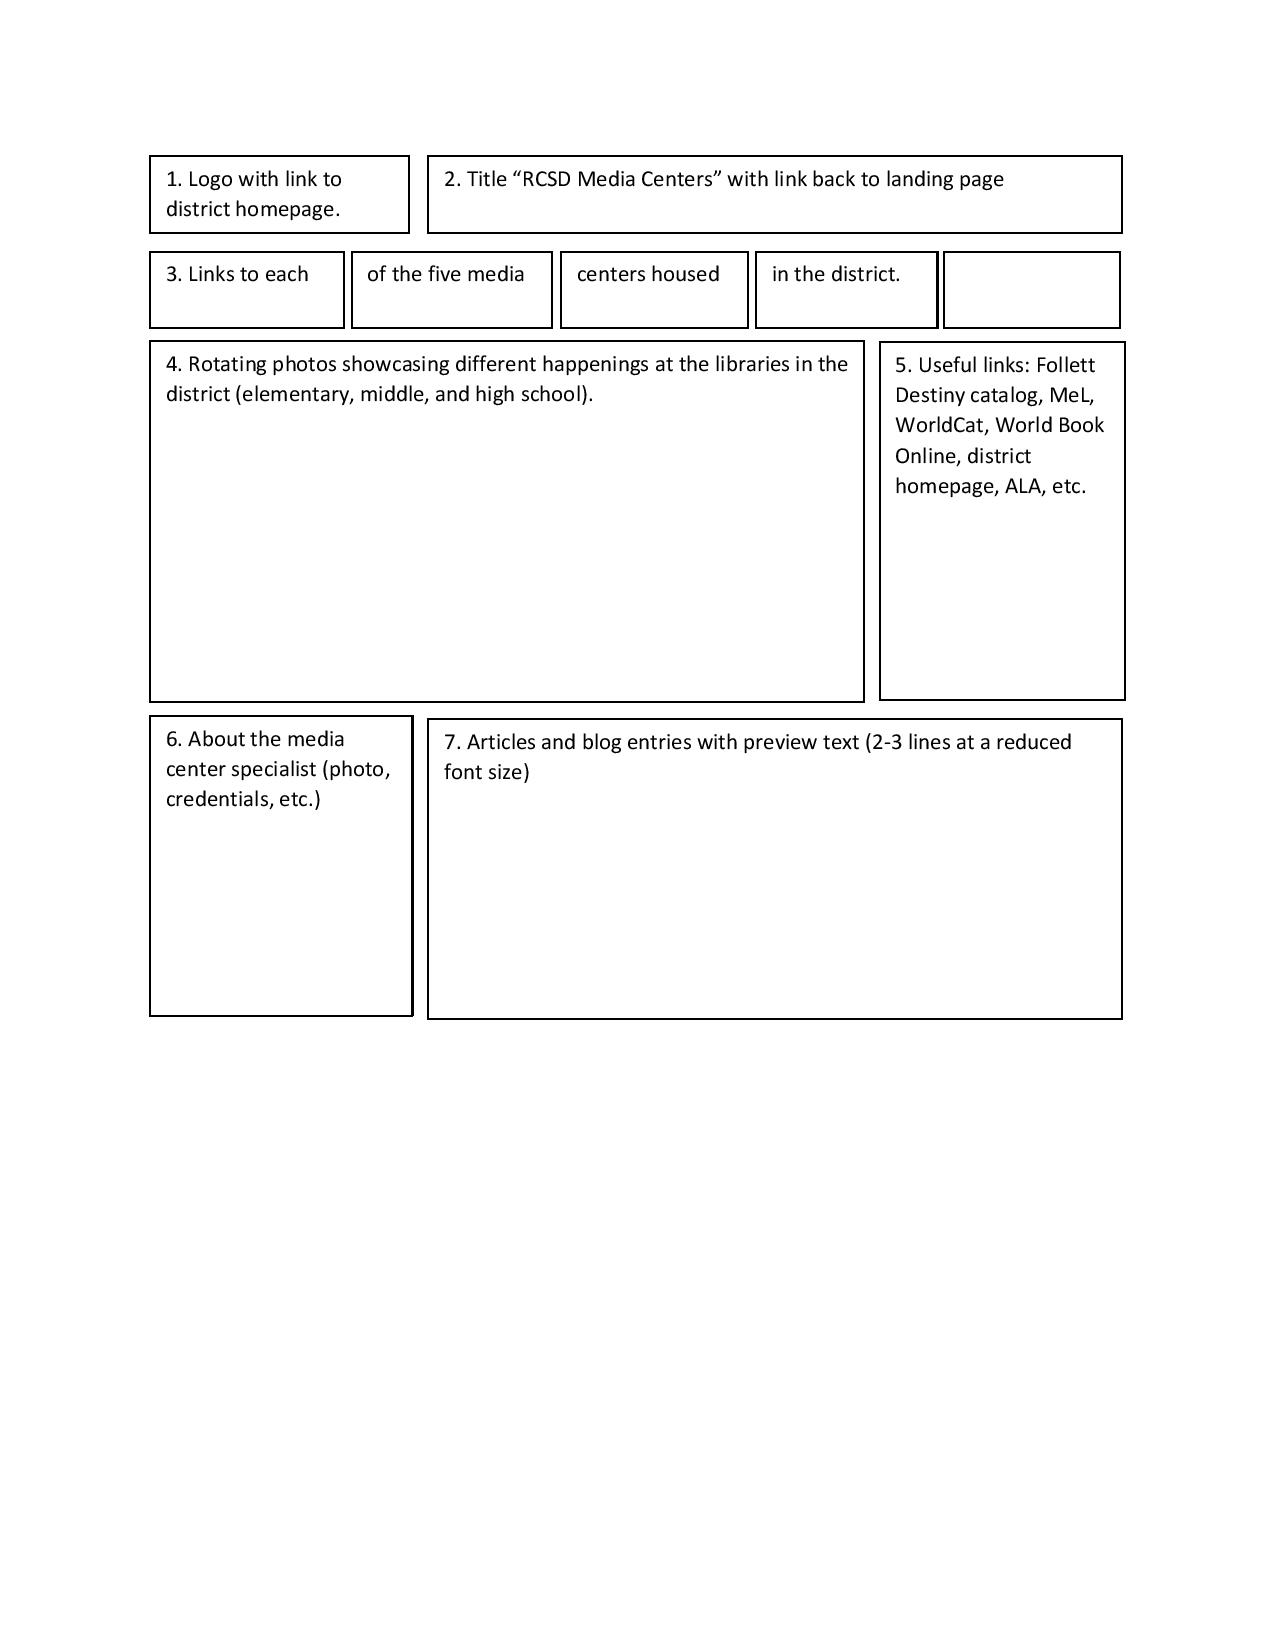 1. Logo with link to
district homepage.
2. Title “RCSD Media Centers” with link back to landing page
3. Links to each
of the five media
centers housed
in the district.
4. Rotating photos showcasing different happenings at the libraries in the
district (elementary, middle, and high school).
5. Useful links: Follett
Destiny catalog, MeL,
WorldCat, World Book
Online, district
homepage, ALA, etc.
6. About the media
center specialist (photo,
credentials, etc.)
7. Articles and blog entries with preview text (2-3 lines at a reduced
font size)